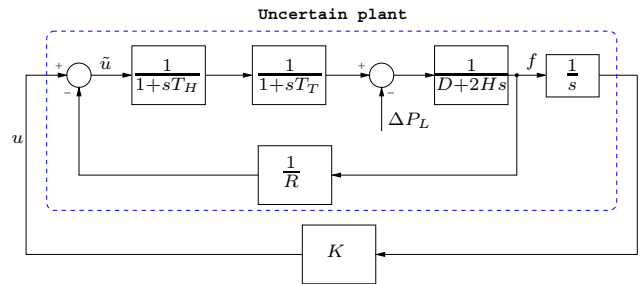 Uncertain plant
+
−
ũ
1
1+sT_H
1
1+sT_T
+
−
1
D+2Hs
f
1
s
u
ΔP_L
1
R
K